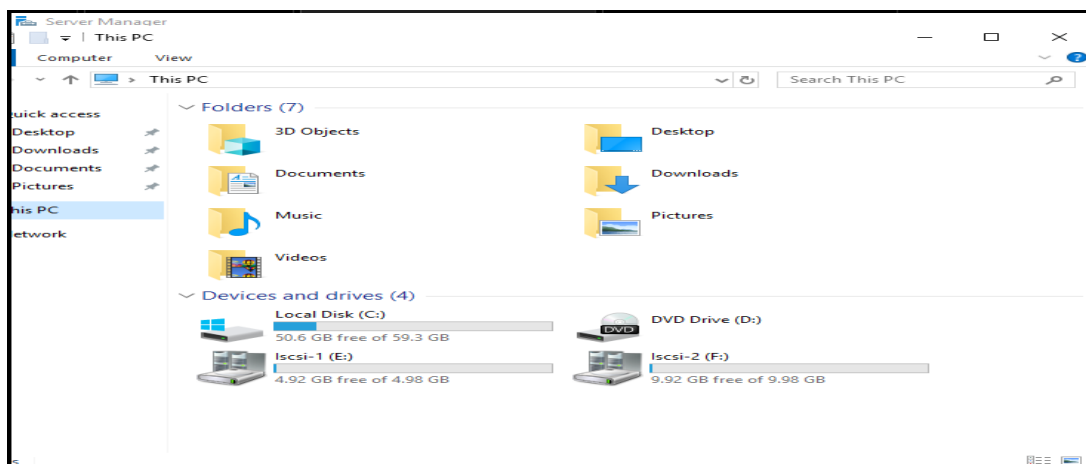 Server Manager
This PC
Computer View
This PC Search This PC
uick access
Desktop
Downloads
Documents
Pictures
his PC
etwork
Folders (7)
3D Objects Desktop
Documents Downloads
Music Pictures
Videos
Devices and drives (4)
Local Disk (C:)
50.6 GB free of 59.3 GB
DVD Drive (D:)
DVD
Iscsi-1 (E:)
4.92 GB free of 4.98 GB
Iscsi-2 (F:)
9.92 GB free of 9.98 GB
s